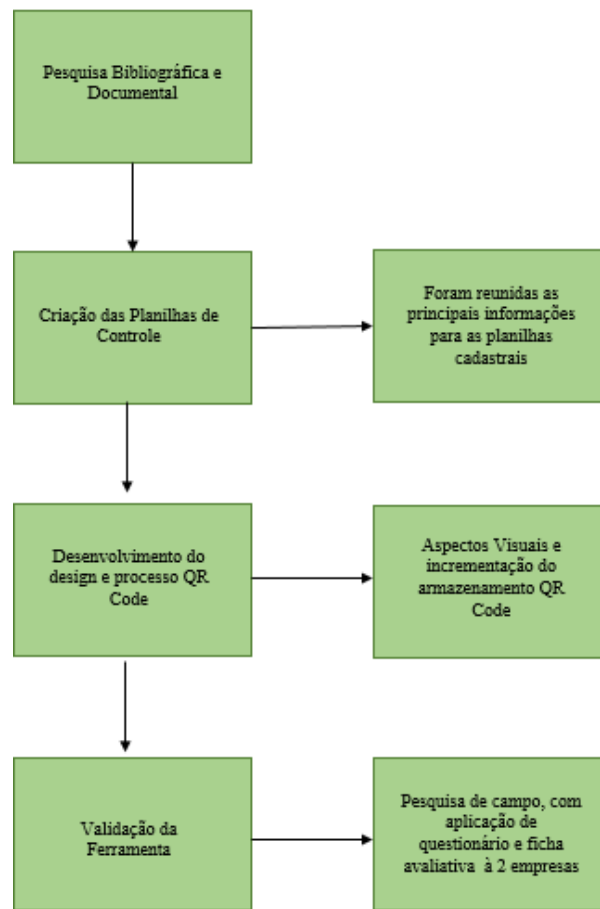 Pesquisa Bibliográfica e
Documental
Criação das Planilhas de
Controle
Foram reunidas as
principais informações
para as planilhas
cadastrais
Desenvolvimento do
design e processo QR
Code
Aspectos Visuais e
incrementação do
armazenamento QR
Code
Validação da
Ferramenta
Pesquisa de campo, com
aplicação de
questionário e ficha
avaliativa à 2 empresas